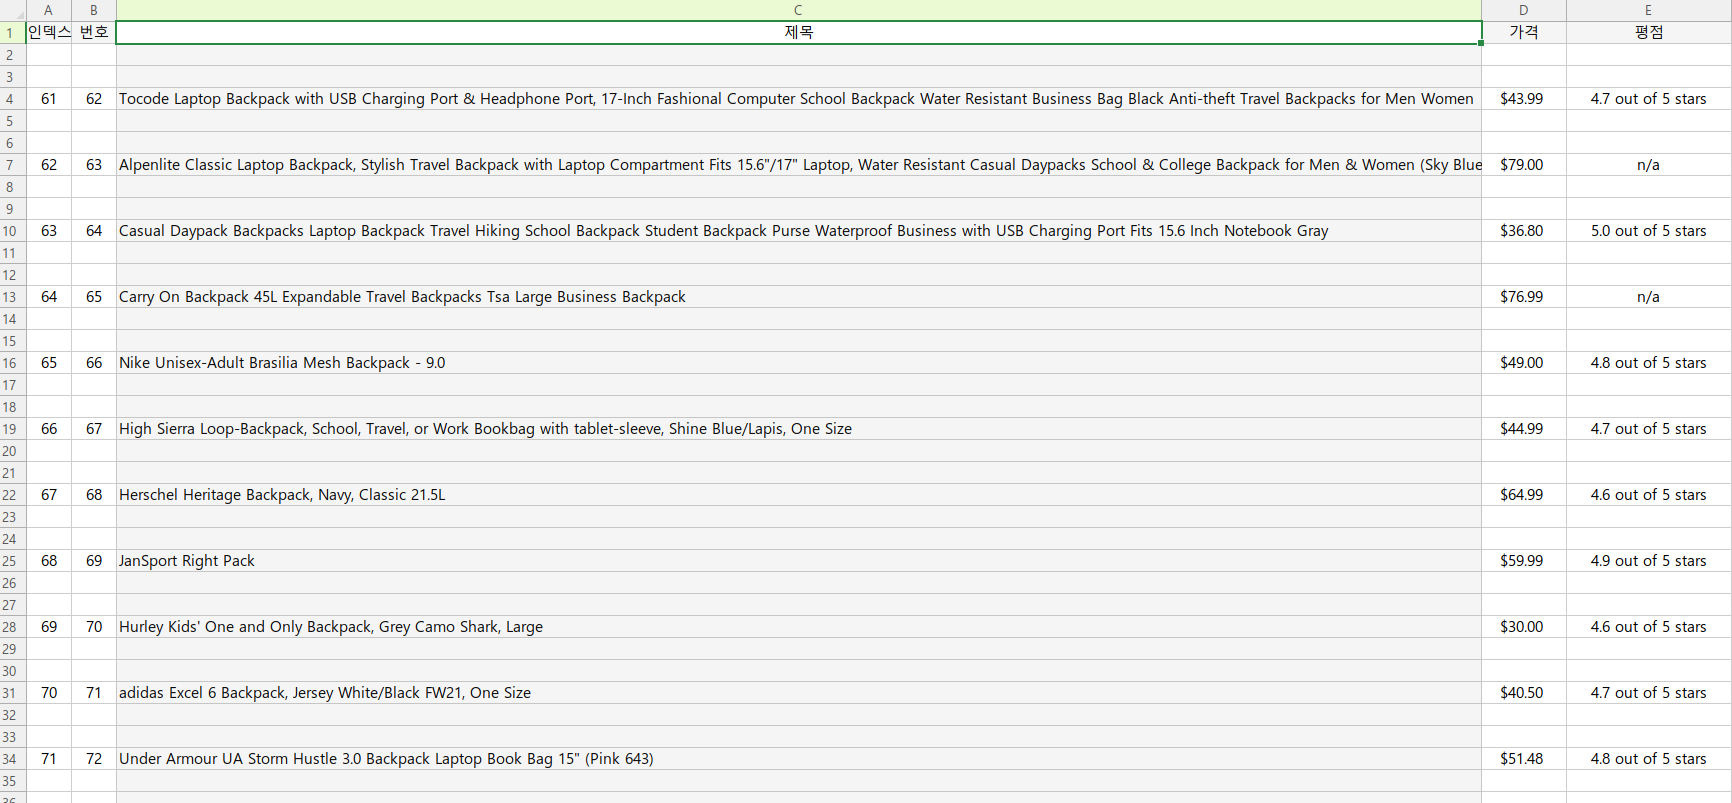 A B C D E
1 인덱스 번호 제목 가격 평점
2
3
4 61 62 Tocode Laptop Backpack with USB Charging Port & Headphone Port, 17-Inch Fashional Computer School Backpack Water Resistant Business Bag Black Anti-theft Travel Backpacks for Men Women $43.99 4.7 out of 5 stars
5
6
7 62 63 Alpenlite Classic Laptop Backpack, Stylish Travel Backpack with Laptop Compartment Fits 15.6"/17" Laptop, Water Resistant Casual Daypacks School & College Backpack for Men & Women (Sky Blue $79.00 n/a
8
9
10 63 64 Casual Daypack Backpacks Laptop Backpack Travel Hiking School Backpack Student Backpack Purse Waterproof Business with USB Charging Port Fits 15.6 Inch Notebook Gray $36.80 5.0 out of 5 stars
11
12
13 64 65 Carry On Backpack 45L Expandable Travel Backpacks Tsa Large Business Backpack $76.99 n/a
14
15
16 65 66 Nike Unisex-Adult Brasilia Mesh Backpack - 9.0 $49.00 4.8 out of 5 stars
17
18
19 66 67 High Sierra Loop-Backpack, School, Travel, or Work Bookbag with tablet-sleeve, Shine Blue/Lapis, One Size $44.99 4.7 out of 5 stars
20
21
22 67 68 Herschel Heritage Backpack, Navy, Classic 21.5L $64.99 4.6 out of 5 stars
23
24
25 68 69 JanSport Right Pack $59.99 4.9 out of 5 stars
26
27
28 69 70 Hurley Kids' One and Only Backpack, Grey Camo Shark, Large $30.00 4.6 out of 5 stars
29
30
31 70 71 adidas Excel 6 Backpack, Jersey White/Black FW21, One Size $40.50 4.7 out of 5 stars
32
33
34 71 72 Under Armour UA Storm Hustle 3.0 Backpack Laptop Book Bag 15" (Pink 643) $51.48 4.8 out of 5 stars
35
36